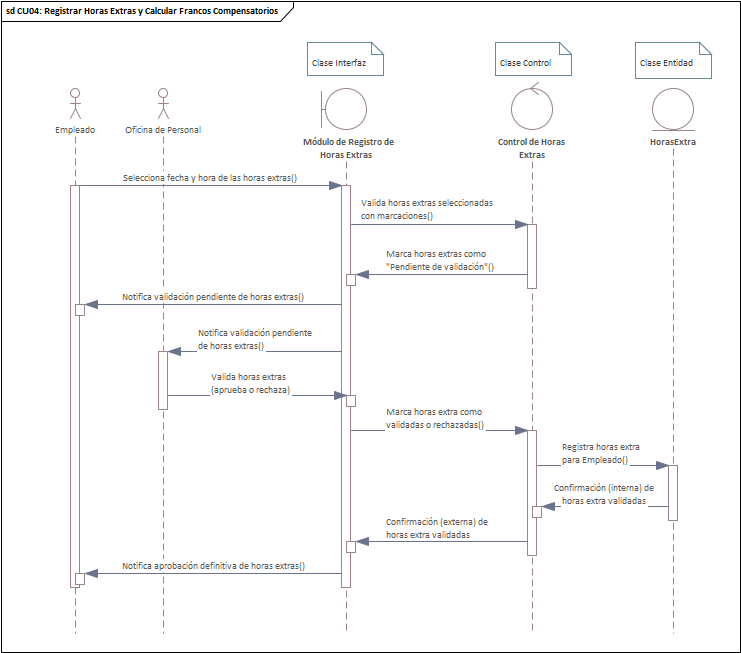 sd CU04: Registrar Horas Extras y Calcular Francos Compensatorios
Clase Interfaz
Clase Control
Clase Entidad
Empleado
Oficina de Personal
Módulo de Registro de
Horas Extras
Control de Horas
Extras
HorasExtra
Selecciona fecha y hora de las horas extras()
Valida horas extras seleccionadas
con marcaciones()
Marca horas extras como
"Pendiente de validación"()
Notifica validación pendiente de horas extras()
Notifica validación pendiente
de horas extras()
Valida horas extras
(aprueba o rechaza)
Marca horas extra como
validadas o rechazadas()
Registra horas extra
para Empleado()
Confirmación (interna) de
horas extra validadas
Confirmación (externa) de
horas extra validadas
Notifica aprobación definitiva de horas extras()